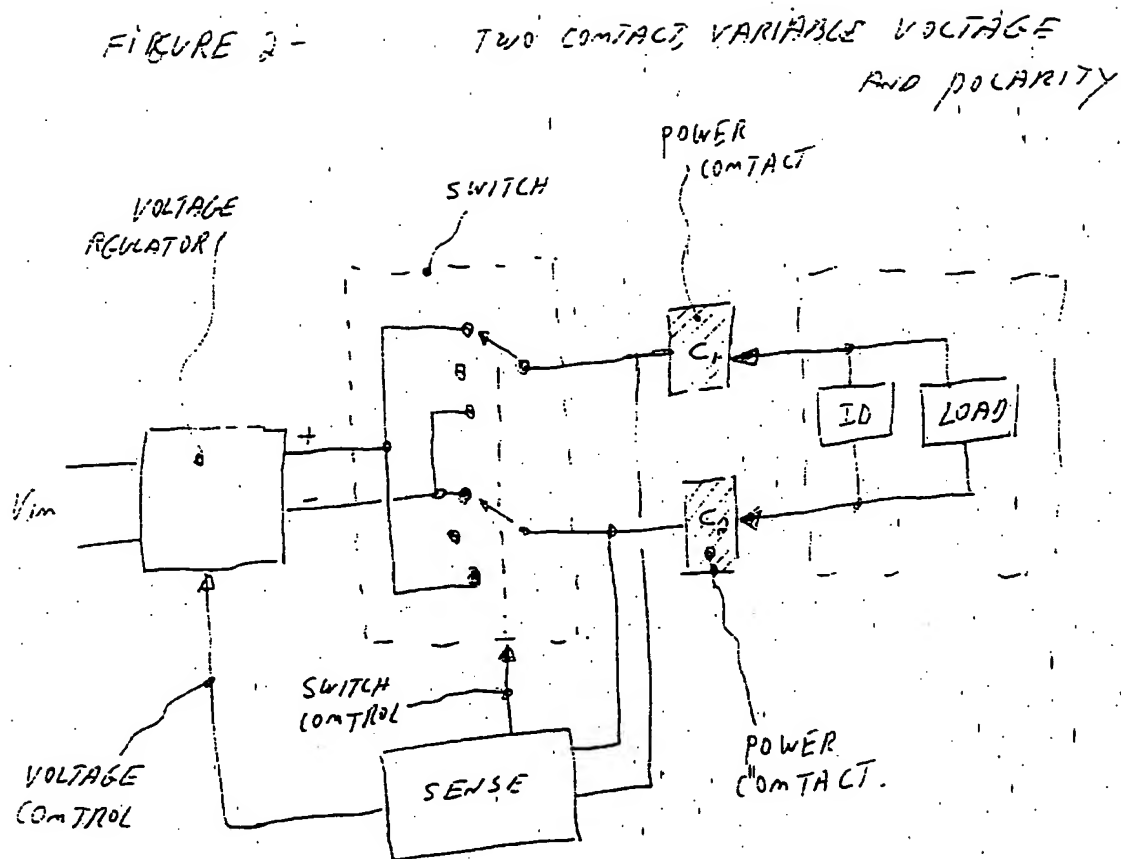 FIGURE 2 -
TWO CONTACT, VARIABLE VOLTAGE
AND POLARITY
POWER
CONTACT
SWITCH
VOLTAGE
REGULATOR
C1
ID
LOAD
+
-
Vin
C2
SWITCH
CONTROL
POWER
CONTACT.
SENSE
VOLTAGE
CONTROL